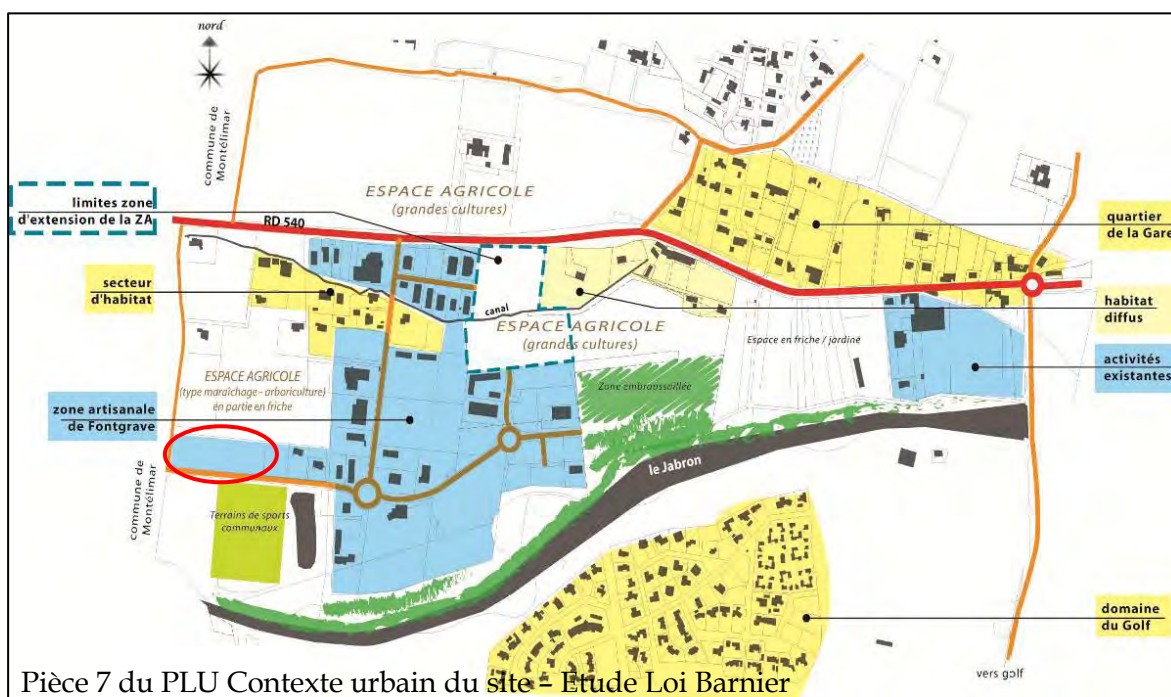 nord
commune de
Montélimar
limites zone
d'extension de la ZA
ESPACE AGRICOLE
(grandes cultures)
RD 540
quartier
de la Gare
secteur
d'habitat
canal
ESPACE AGRICOLE
(grandes cultures)
habitat
diffus
Espace en friche / jardiné
ESPACE AGRICOLE
(type maraîchage - arboriculture)
en partie en friche
Zone embroussaillée
activités
existantes
zone artisanale
de Fontgrave
le Jabron
commune de
Montélimar
Terrains de sports
communaux
domaine
du Golf
vers golf
Pièce 7 du PLU Contexte urbain du site – Etude Loi Barnier